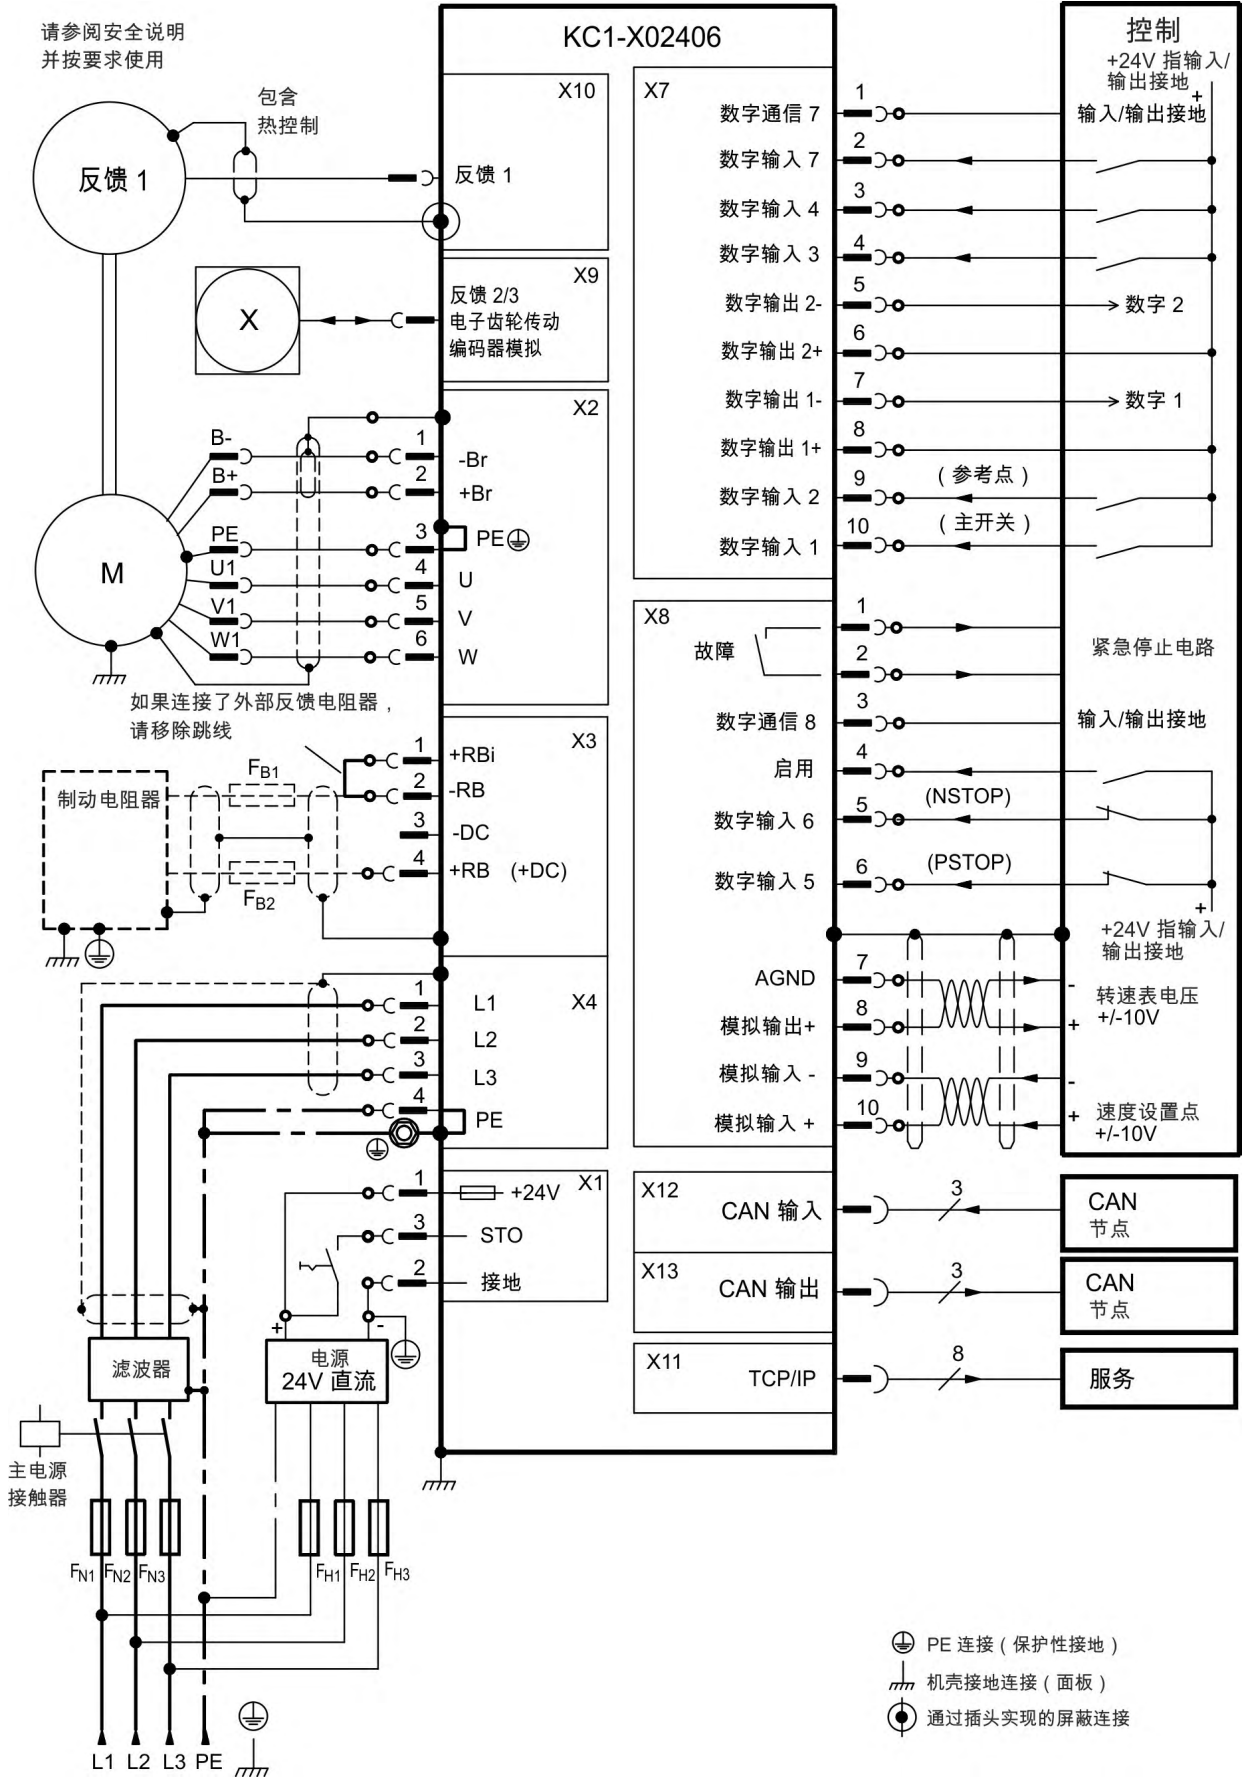 请参阅安全说明
并按要求使用
KC1-X02406
控制
+24V 指输入/
输出接地
+
包含
热控制
反馈 1
X10
反馈 1
X9
反馈 2/3
电子齿轮传动
编码器模拟
X
X2
B-
1
-Br
B+
2
+Br
PE
3
PE
U1
4
U
V1
5
V
W1
6
W
M
如果连接了外部反馈电阻器，
请移除跳线
X3
1
+RBi
2
-RB
3
-DC
4
+RB (+DC)
制动电阻器
FB1
FB2
X4
1
L1
2
L2
3
L3
4
PE
X1
1
+24V
3
STO
2
接地
+
-
电源
24V 直流
滤波器
主电源
接触器
FN1 FN2 FN3
FH1 FH2 FH3
L1 L2 L3 PE
X7
数字通信 7
1
输入/输出接地
数字输入 7
2
数字输入 4
3
数字输入 3
4
数字输出 2-
5
数字 2
数字输出 2+
6
数字输出 1-
7
数字 1
数字输出 1+
8
数字输入 2
9
（参考点）
数字输入 1
10
（主开关）
X8
故障
1
2
紧急停止电路
数字通信 8
3
输入/输出接地
启用
4
数字输入 6
5
(NSTOP)
数字输入 5
6
(PSTOP)
+
+24V 指输入/
输出接地
AGND
7
-
转速表电压
+/-10V
模拟输出+
8
+
模拟输入 -
9
-
模拟输入 +
10
+
速度设置点
+/-10V
X12
CAN 输入
3
CAN
节点
X13
CAN 输出
3
CAN
节点
X11
TCP/IP
8
服务
PE 连接（保护性接地）
机壳接地连接（面板）
通过插头实现的屏蔽连接